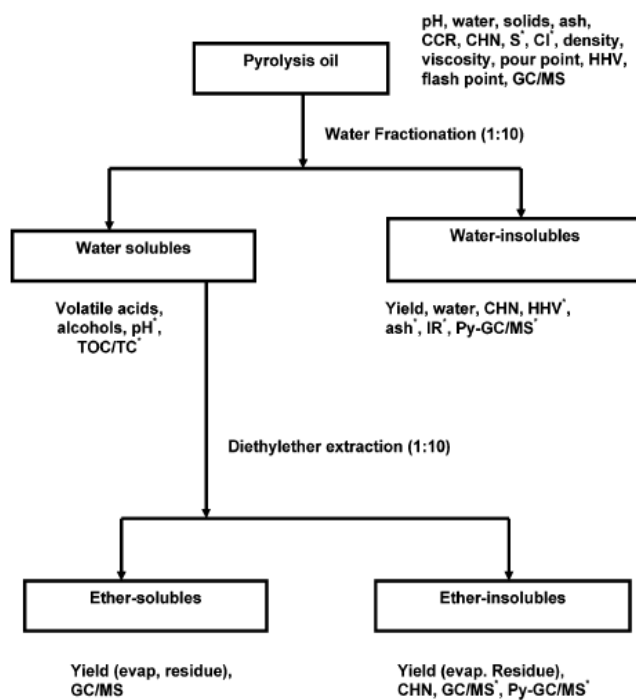 pH, water, solids, ash,
CCR, CHN, S*, Cl*, density,
viscosity, pour point, HHV,
flash point, GC/MS
Pyrolysis oil
Water Fractionation (1:10)
Water solubles
Water-insolubles
Volatile acids,
alcohols, pH*,
TOC/TC*
Yield, water, CHN, HHV*,
ash*, IR*, Py-GC/MS*
Diethylether extraction (1:10)
Ether-solubles
Ether-insolubles
Yield (evap, residue),
GC/MS
Yield (evap. Residue),
CHN, GC/MS*, Py-GC/MS*